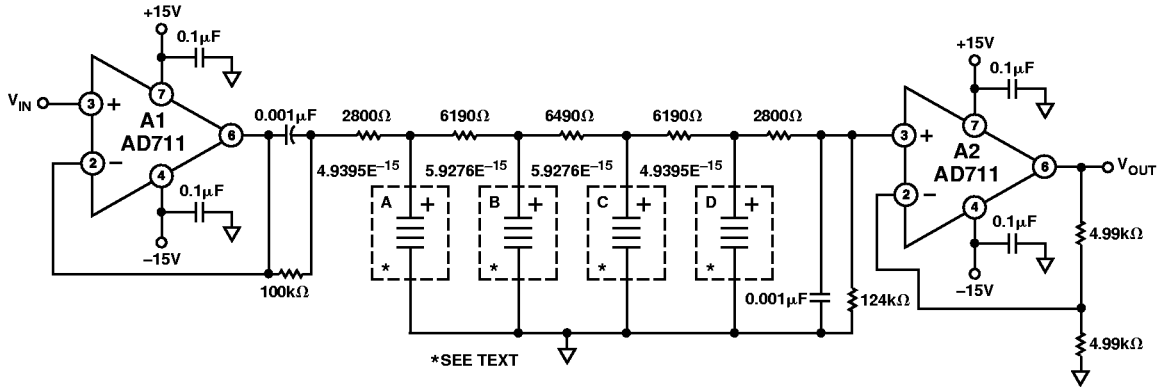 +15V
0.1µF
VIN
3
+
7
A1
AD711
6
2
–
4
0.1µF
–15V
0.001µF
100kΩ
2800Ω
6190Ω
6490Ω
6190Ω
2800Ω
4.9395E–15
5.9276E–15
5.9276E–15
4.9395E–15
A
+
*
B
+
*
C
+
*
D
+
*
0.001µF
124kΩ
*SEE TEXT
+15V
0.1µF
3
+
7
A2
AD711
6
VOUT
2
–
4
0.1µF
–15V
4.99kΩ
4.99kΩ